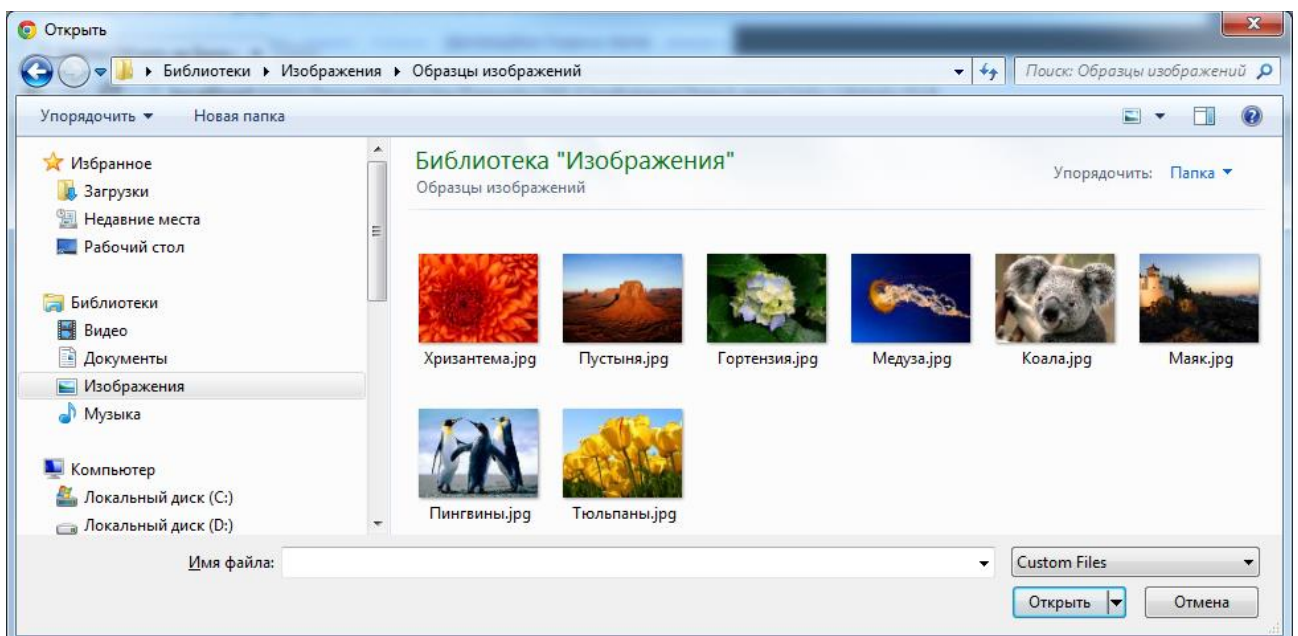 Открыть
Библиотеки Изображения Образцы изображений
Поиск: Образцы изображений
Упорядочить Новая папка
Избранное
Загрузки
Недавние места
Рабочий стол
Библиотеки
Видео
Документы
Изображения
Музыка
Компьютер
Локальный диск (C:)
Локальный диск (D:)
Библиотека "Изображения"
Образцы изображений
Упорядочить: Папка
Хризантема.jpg Пустыня.jpg Гортензия.jpg Медуза.jpg Коала.jpg Маяк.jpg
Пингвины.jpg Тюльпаны.jpg
Имя файла:
Custom Files
Открыть Отмена